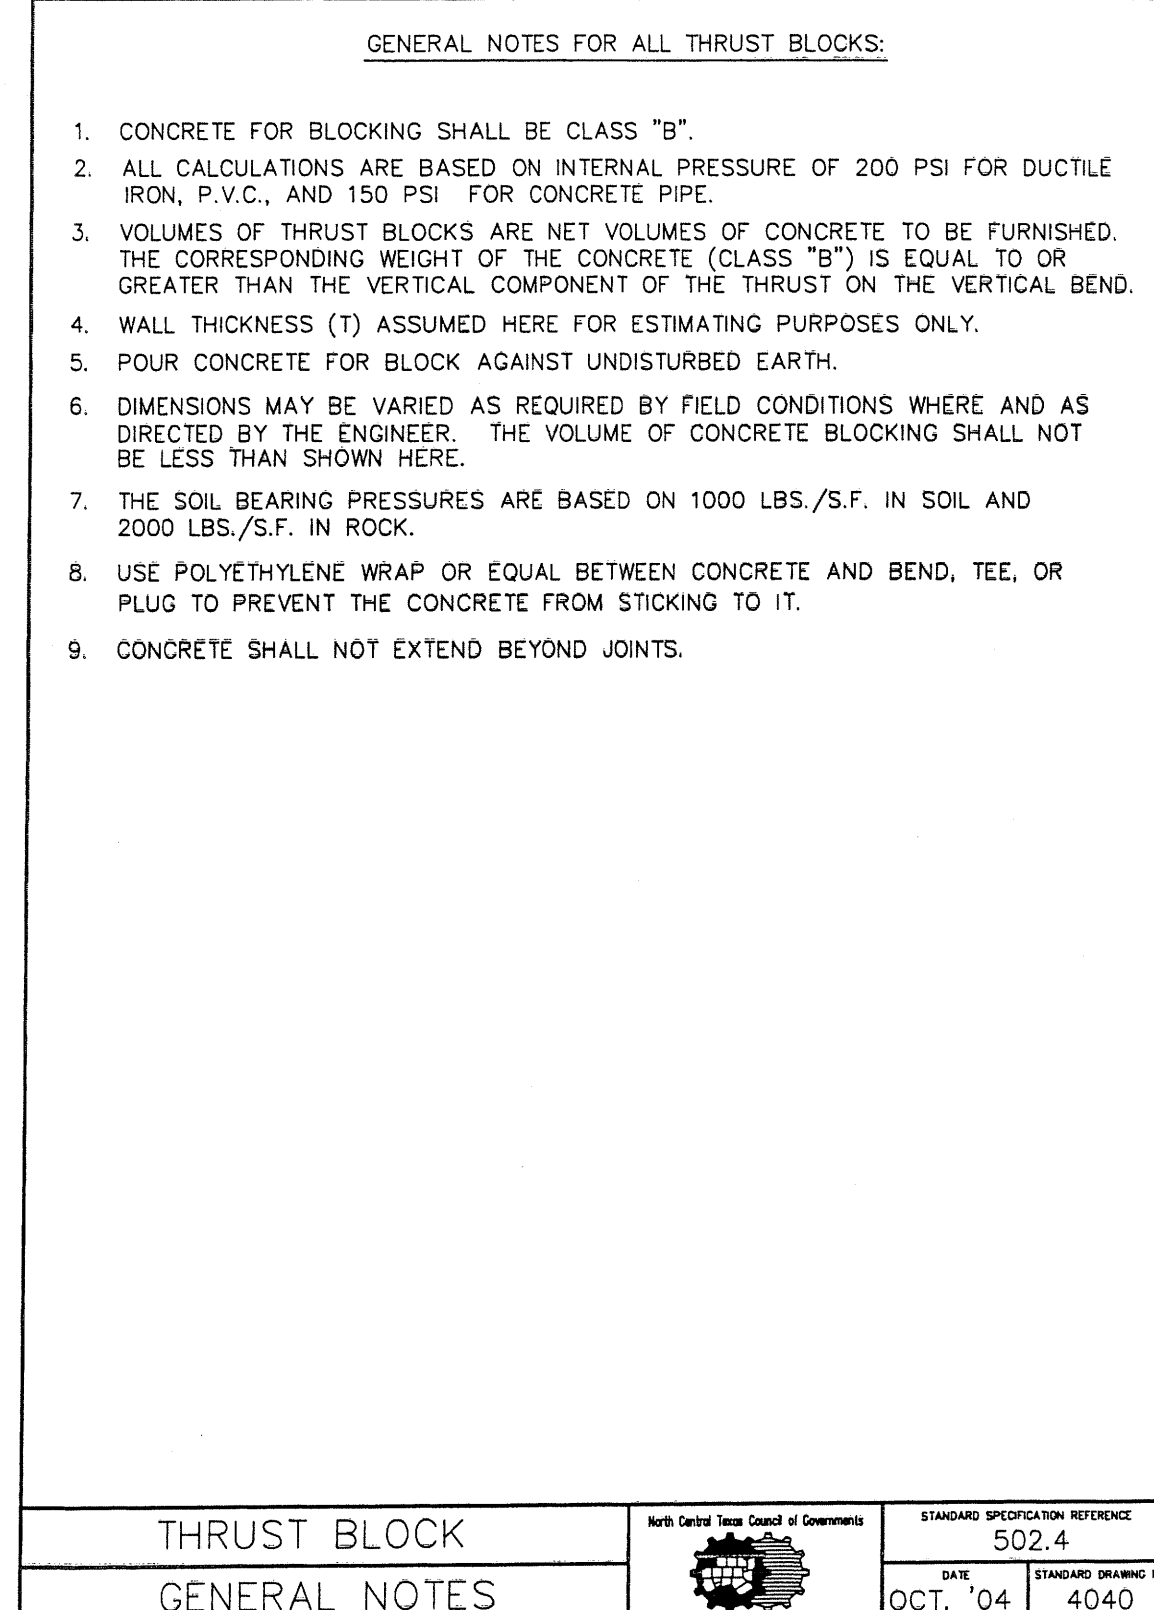 GENERAL NOTES FOR ALL THRUST BLOCKS:
1. CONCRETE FOR BLOCKING SHALL BE CLASS "B".
2. ALL CALCULATIONS ARE BASED ON INTERNAL PRESSURE OF 200 PSI FOR DUCTILE
IRON, P.V.C., AND 150 PSI FOR CONCRETE PIPE.
3. VOLUMES OF THRUST BLOCKS ARE NET VOLUMES OF CONCRETE TO BE FURNISHED.
THE CORRESPONDING WEIGHT OF THE CONCRETE (CLASS "B") IS EQUAL TO OR
GREATER THAN THE VERTICAL COMPONENT OF THE THRUST ON THE VERTICAL BEND.
4. WALL THICKNESS (T) ASSUMED HERE FOR ESTIMATING PURPOSES ONLY.
5. POUR CONCRETE FOR BLOCK AGAINST UNDISTURBED EARTH.
6. DIMENSIONS MAY BE VARIED AS REQUIRED BY FIELD CONDITIONS WHERE AND AS
DIRECTED BY THE ENGINEER. THE VOLUME OF CONCRETE BLOCKING SHALL NOT
BE LESS THAN SHOWN HERE.
7. THE SOIL BEARING PRESSURES ARE BASED ON 1000 LBS./S.F. IN SOIL AND
2000 LBS./S.F. IN ROCK.
8. USE POLYETHYLENE WRAP OR EQUAL BETWEEN CONCRETE AND BEND, TEE, OR
PLUG TO PREVENT THE CONCRETE FROM STICKING TO IT.
9. CONCRETE SHALL NOT EXTEND BEYOND JOINTS.
THRUST BLOCK
GENERAL NOTES
North Central Texas Council of Governments
STANDARD SPECIFICATION REFERENCE
502.4
DATE
OCT. '04
STANDARD DRAWING
4040